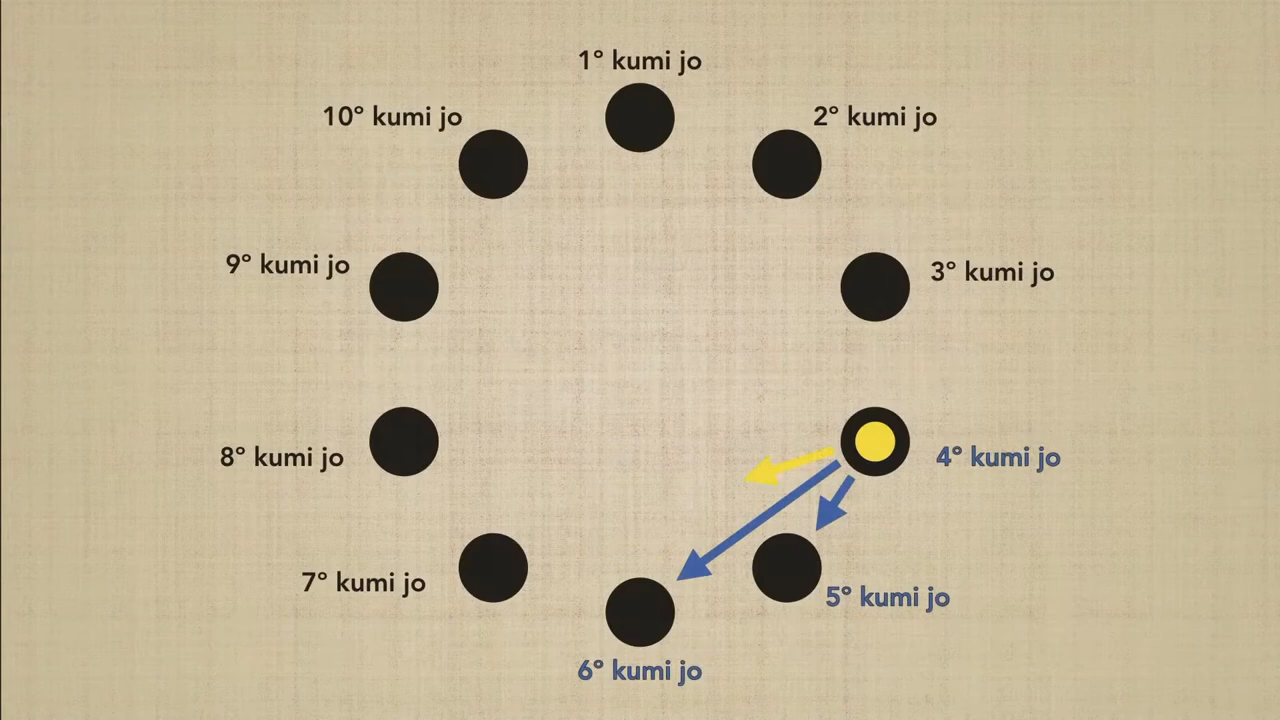 1° kumi jo
2° kumi jo
3° kumi jo
4° kumi jo
5° kumi jo
6° kumi jo
7° kumi jo
8° kumi jo
9° kumi jo
10° kumi jo